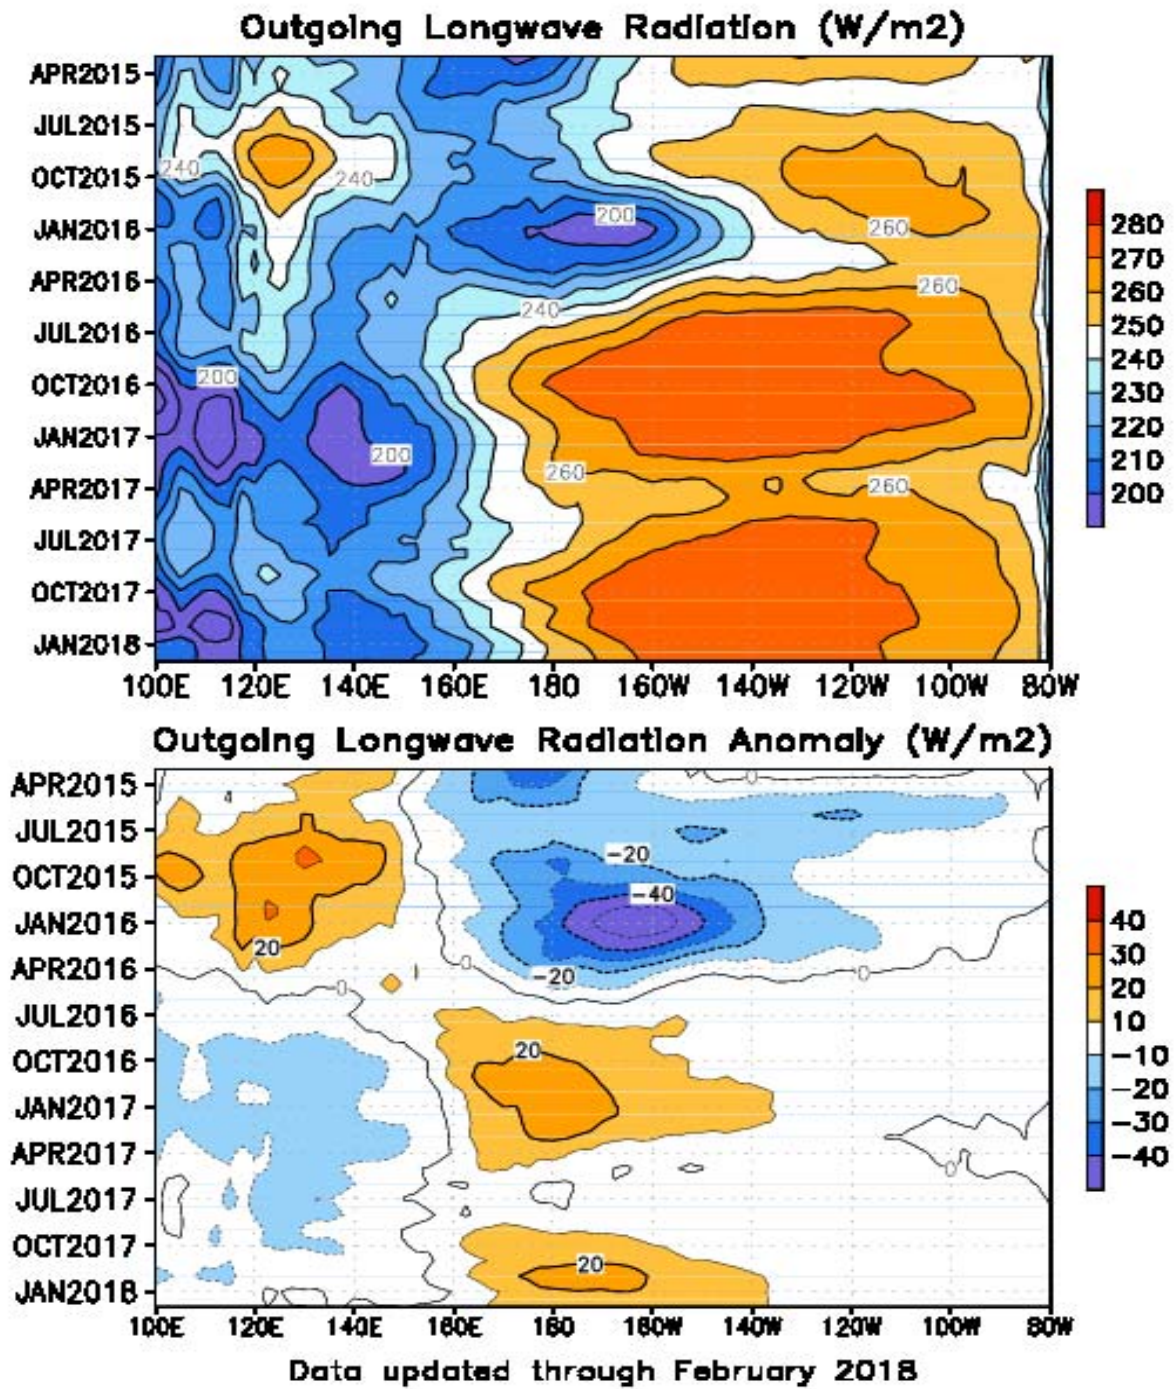 Outgoing Longwave Radiation (W/m2)
APR2015
JUL2015
OCT2015
JAN2016
APR2016
JUL2016
OCT2016
JAN2017
APR2017
JUL2017
OCT2017
JAN2018
240
240
200
260
260
240
200
200
260
260
100E 120E 140E 160E 180 160W 140W 120W 100W 80W
280
270
260
250
240
230
220
210
200
Outgoing Longwave Radiation Anomaly (W/m2)
APR2015
JUL2015
OCT2015
JAN2016
APR2016
JUL2016
OCT2016
JAN2017
APR2017
JUL2017
OCT2017
JAN2018
0
4
-20
-40
20
0
-20
0
0
20
0
20
100E 120E 140E 160E 180 160W 140W 120W 100W 80W
40
30
20
10
-10
-20
-30
-40
Data updated through February 2018